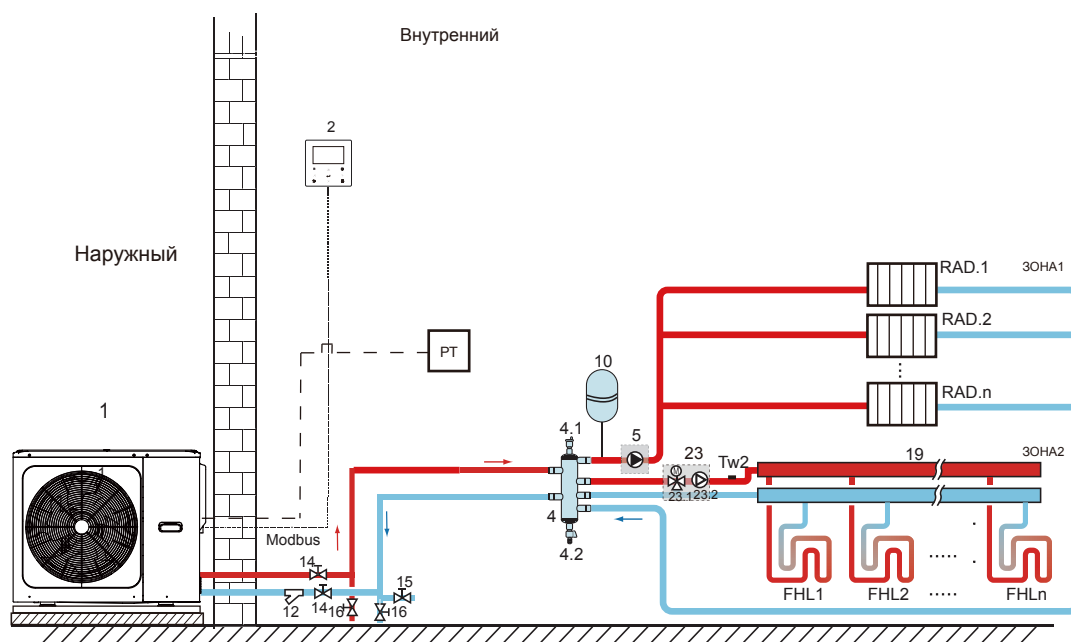 Внутренний
2
Наружный
RAD.1
ЗОНА1
RAD.2
PT
10
RAD.n
1
4.1
5
23
Tw2
19
ЗОНА2
M
1
23.1
23.2
4
Modbus
4.2
14
15
12
14
16
16
FHL1
FHL2
FHLn